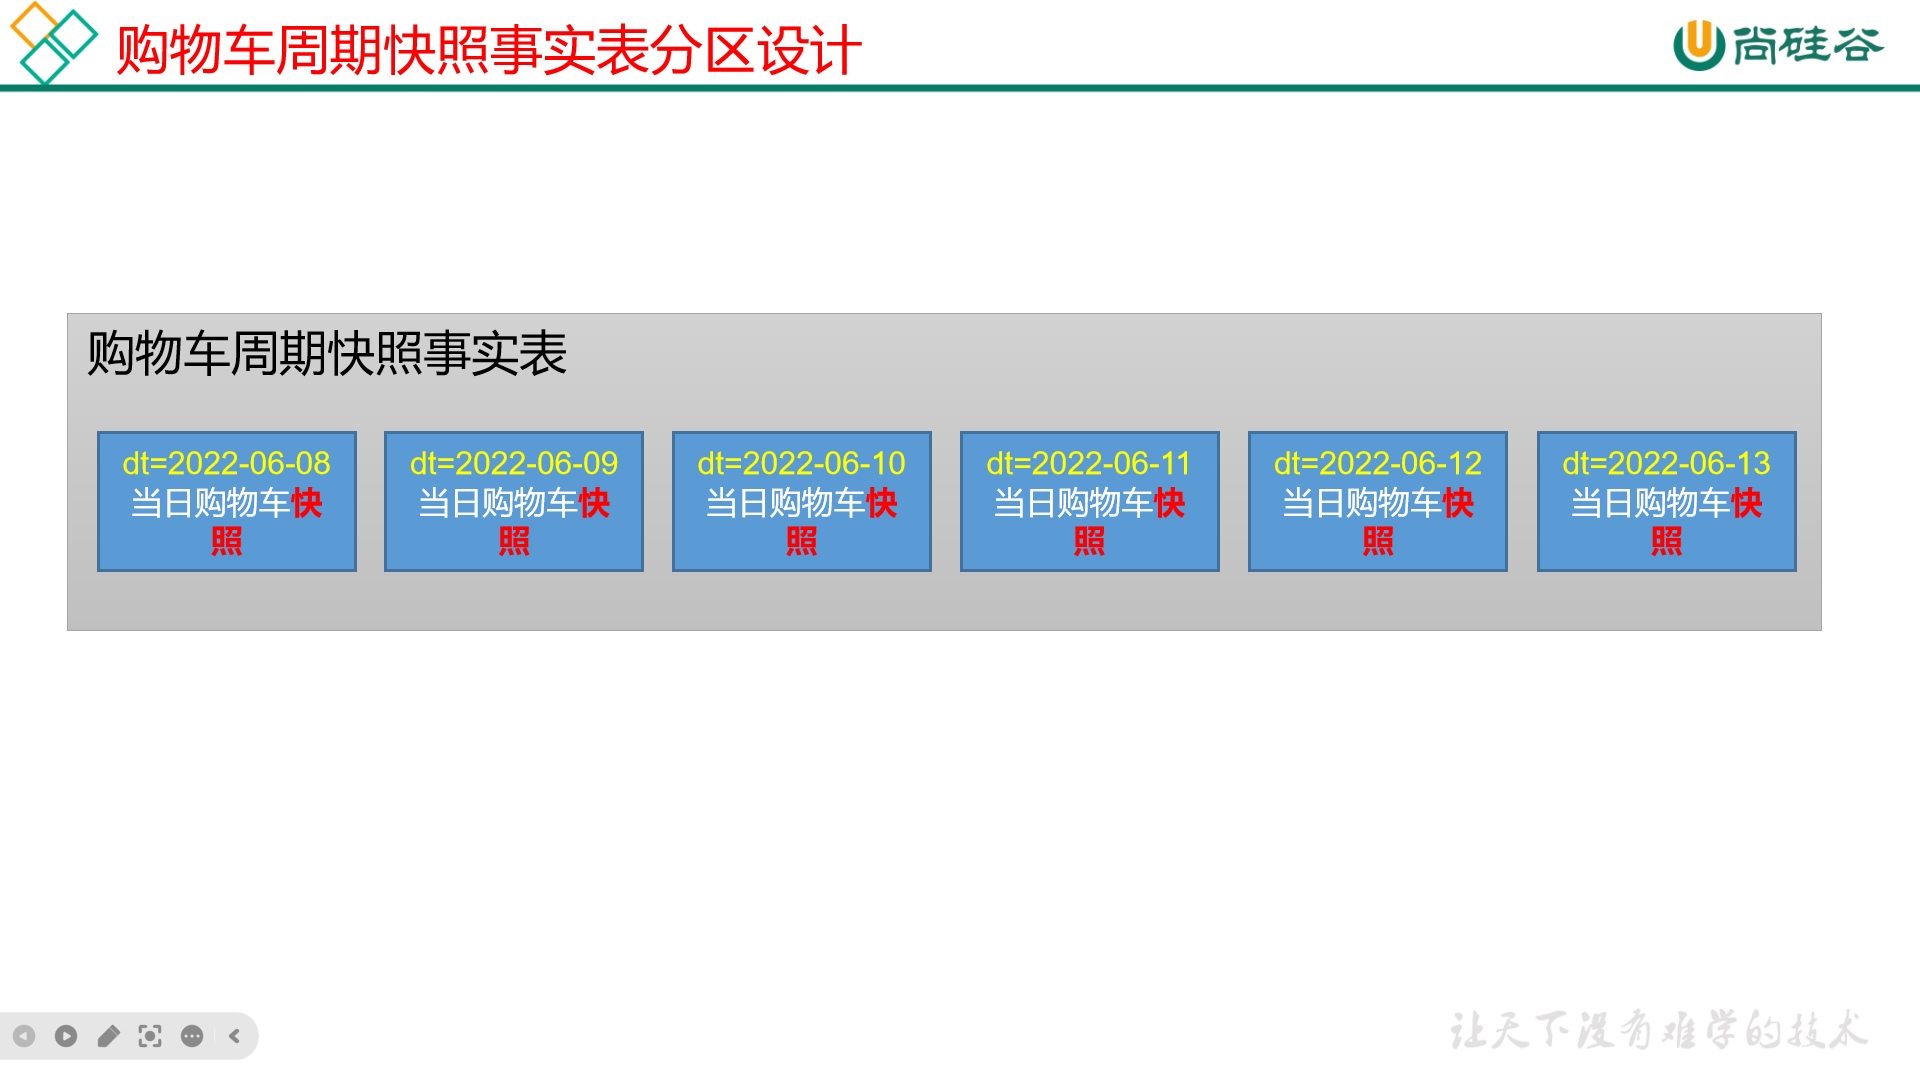 购物车周期快照事实表分区设计
尚硅谷
购物车周期快照事实表
dt=2022-06-08
当日购物车快
照
dt=2022-06-09
当日购物车快
照
dt=2022-06-10
当日购物车快
照
dt=2022-06-11
当日购物车快
照
dt=2022-06-12
当日购物车快
照
dt=2022-06-13
当日购物车快
照
让天下没有难学的技术